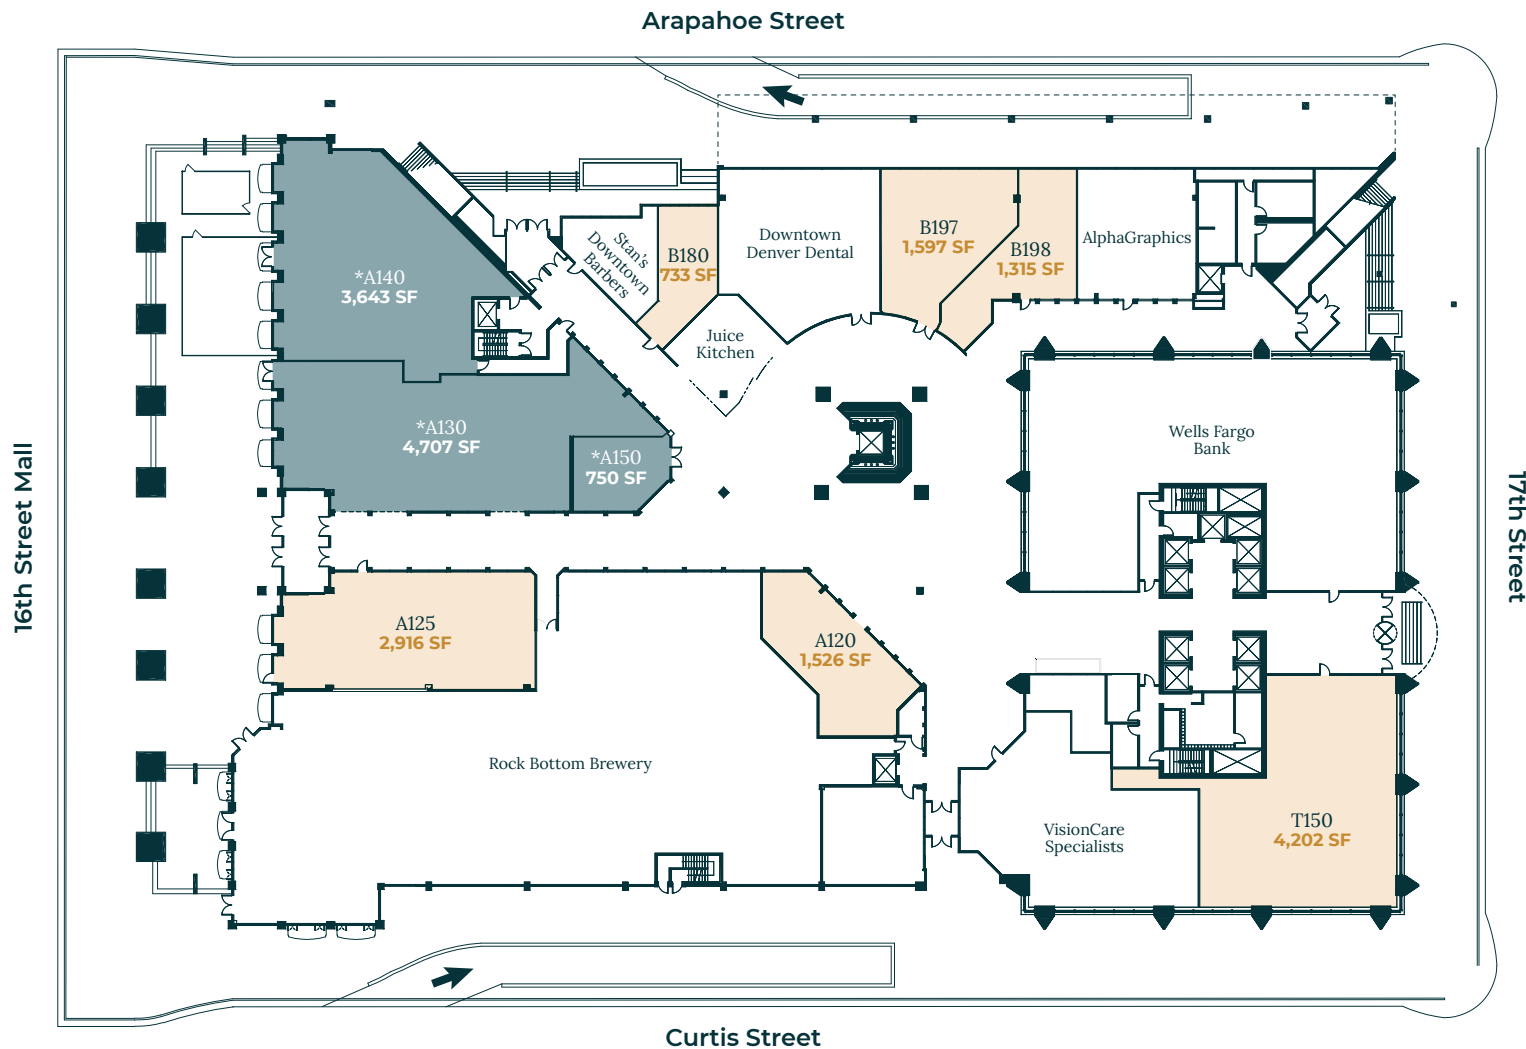 Arapahoe Street
*A140
3,643 SF
Stan's
Downtown
Barbers
B180
733 SF
Downtown
Denver Dental
B197
1,597 SF
B198
1,315 SF
AlphaGraphics
Juice
Kitchen
*A130
4,707 SF
*A150
750 SF
Wells Fargo
Bank
16th Street Mall
17th Street
A125
2,916 SF
A120
1,526 SF
Rock Bottom Brewery
VisionCare
Specialists
T150
4,202 SF
Curtis Street